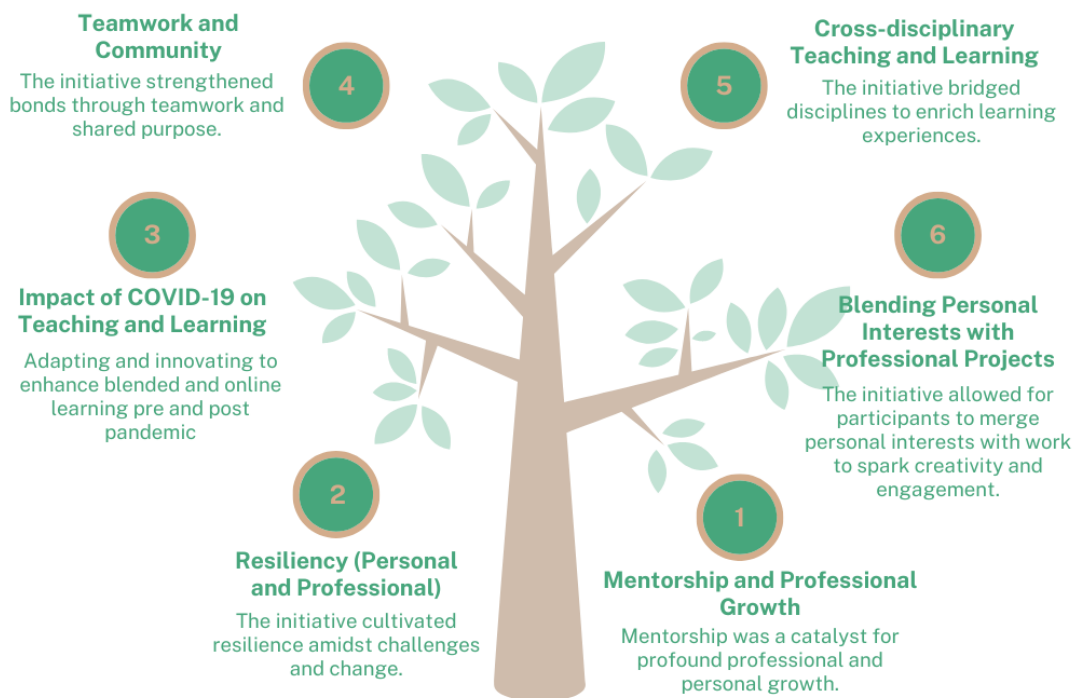 Teamwork and
Community
The initiative strengthened
bonds through teamwork and
shared purpose.
4
5
Cross-disciplinary
Teaching and Learning
The initiative bridged
disciplines to enrich learning
experiences.
3
Impact of COVID-19 on
Teaching and Learning
Adapting and innovating to
enhance blended and online
learning pre and post
pandemic
6
Blending Personal
Interests with
Professional Projects
The initiative allowed for
participants to merge
personal interests with work
to spark creativity and
engagement.
2
Resiliency (Personal
and Professional)
The initiative cultivated
resilience amidst challenges
and change.
1
Mentorship and Professional
Growth
Mentorship was a catalyst for
profound professional and
personal growth.